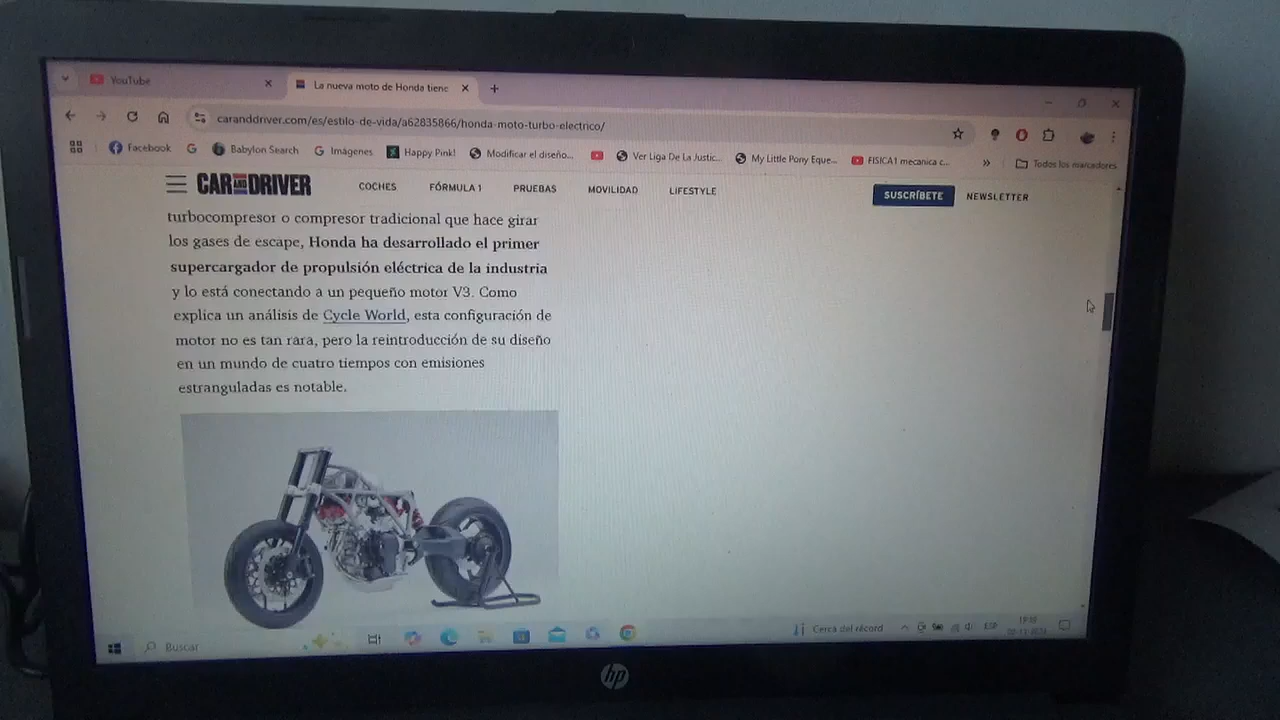 YouTube
La nueva moto de Honda tiene
caranddriver.com/es/estilo-de-vida/a62835866/honda-moto-turbo-electrico/
Facebook
Babylon Search
Imágenes
Happy Pink!
Modificar el diseño...
Ver Liga De La Justic...
My Little Pony Eque...
FISICA1 mecanica c...
»
Todos los marcadores
CAR AND DRIVER
COCHES FÓRMULA 1 PRUEBAS MOVILIDAD LIFESTYLE
SUSCRÍBETE NEWSLETTER
turbocompresor o compresor tradicional que hace girar
los gases de escape, Honda ha desarrollado el primer
supercargador de propulsión eléctrica de la industria
y lo está conectando a un pequeño motor V3. Como
explica un análisis de Cycle World, esta configuración de
motor no es tan rara, pero la reintroducción de su diseño
en un mundo de cuatro tiempos con emisiones
estranguladas es notable.
Buscar
Cerca del récord
ESP
hp